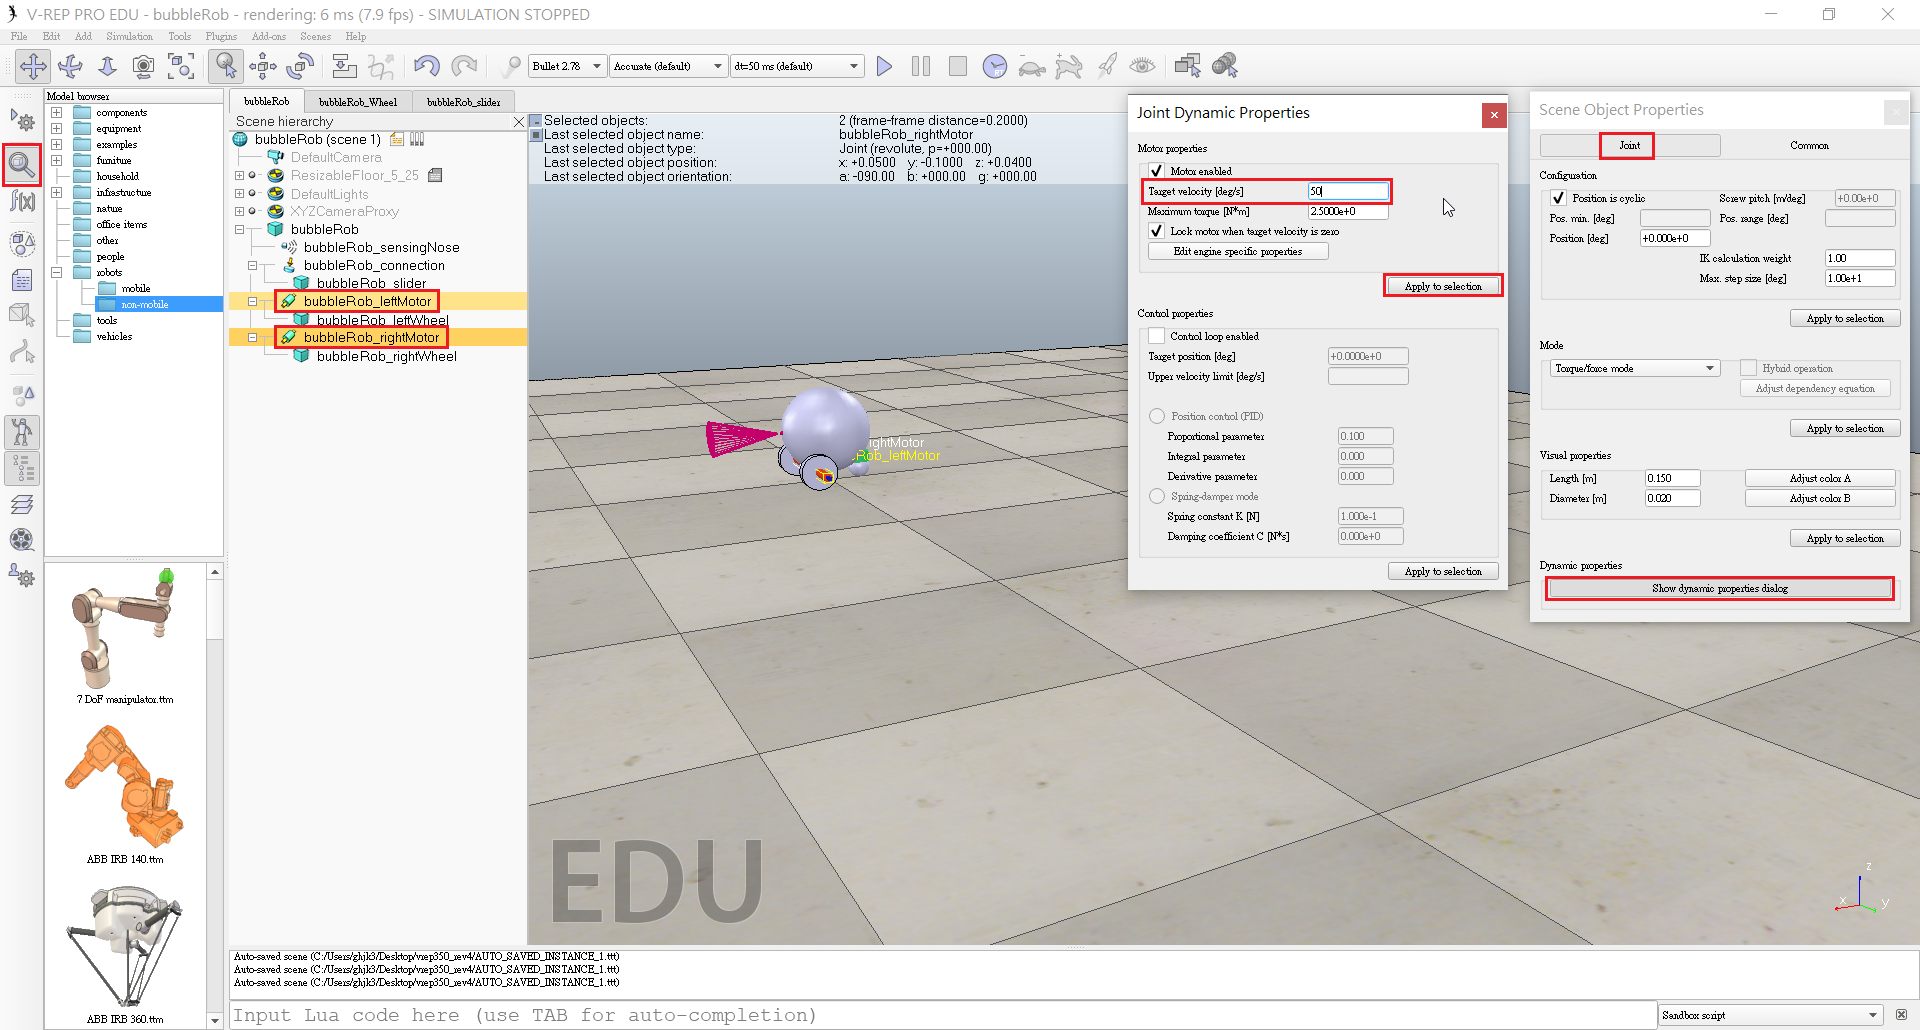 V-REP PRO EDU - bubbleRob - rendering: 6 ms (7.9 fps) - SIMULATION STOPPED
File Edit Add Simulation Tools Plugins Add-ons Scenes Help
Bullet 2.78 Accurate (default) dt=50 ms (default)
Model browser
components
equipment
examples
furniture
household
infrastructure
nature
office items
other
people
robots
mobile
non-mobile
tools
vehicles
7 DoF manipulator.ttm
ABB IRB 140.ttm
ABB IRB 360.ttm
bubbleRob bubbleRob_Wheel bubbleRob_slider
Scene hierarchy
bubbleRob (scene 1)
DefaultCamera
ResizableFloor_5_25
DefaultLights
XYZCameraProxy
bubbleRob
bubbleRob_sensingNose
bubbleRob_connection
bubbleRob_slider
bubbleRob_leftMotor
bubbleRob_leftWheel
bubbleRob_rightMotor
bubbleRob_rightWheel
Selected objects: 2 (frame-frame distance=0.2000)
Last selected object name: bubbleRob_rightMotor
Last selected object type: Joint (revolute, p=+000.00)
Last selected object position: x: +0.0500 y: -0.1000 z: +0.0400
Last selected object orientation: a: -090.00 b: +000.00 g: +000.00
ightMotor
Rob_leftMotor
EDU
x y z
Joint Dynamic Properties
Motor properties
Motor enabled
Target velocity [deg/s] 50
Maximum torque [N*m] 2.5000e+0
Lock motor when target velocity is zero
Edit engine specific properties
Apply to selection
Control properties
Control loop enabled
Target position [deg] +0.0000e+0
Upper velocity limit [deg/s]
Position control (PID)
Proportional parameter 0.100
Integral parameter 0.000
Derivative parameter 0.000
Spring-damper mode
Spring constant K [N] 1.000e-1
Damping coefficient C [N*s] 0.000e+0
Apply to selection
Scene Object Properties
Joint Common
Configuration
Position is cyclic Screw pitch [m/deg] +0.00e+0
Pos. min. [deg] Pos. range [deg]
Position [deg] +0.000e+0
IK calculation weight 1.00
Max. step size [deg] 1.00e+1
Apply to selection
Mode
Torque/force mode Hybrid operation
Adjust dependency equation
Apply to selection
Visual properties
Length [m] 0.150 Adjust color A
Diameter [m] 0.020 Adjust color B
Apply to selection
Dynamic properties
Show dynamic properties dialog
Auto-saved scene (C:/Users/ghjk3/Desktop/vrep350_rev4/AUTO_SAVED_INSTANCE_1.ttt)
Auto-saved scene (C:/Users/ghjk3/Desktop/vrep350_rev4/AUTO_SAVED_INSTANCE_1.ttt)
Auto-saved scene (C:/Users/ghjk3/Desktop/vrep350_rev4/AUTO_SAVED_INSTANCE_1.ttt)
Input Lua code here (use TAB for auto-completion) Sandbox script